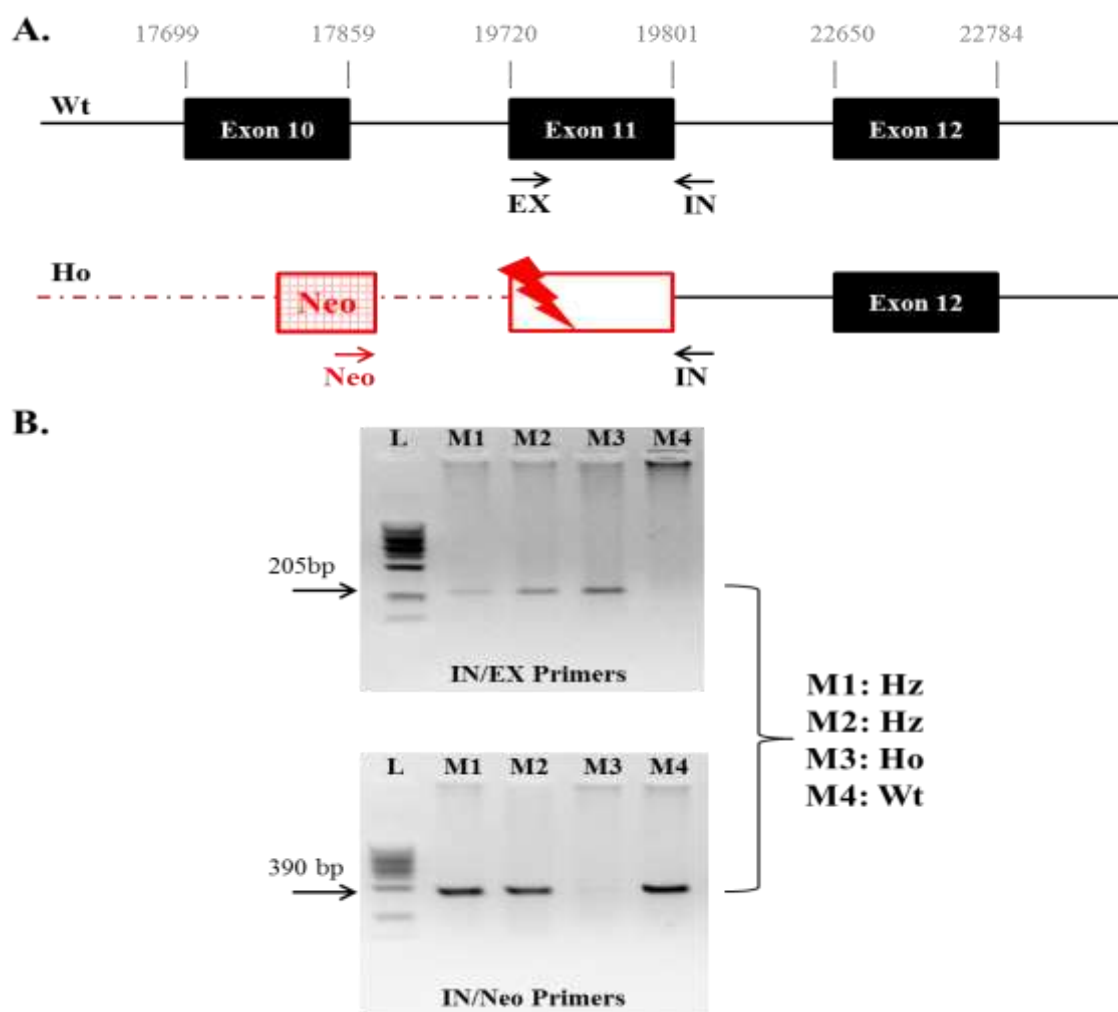 A.
17699 17859 19720 19801 22650 22784
Wt
Exon 10 Exon 11 Exon 12
EX IN
Ho
Neo Exon 12
Neo IN
B.
L M1 M2 M3 M4
205bp
IN/EX Primers
L M1 M2 M3 M4
390 bp
IN/Neo Primers
M1: Hz
M2: Hz
M3: Ho
M4: Wt